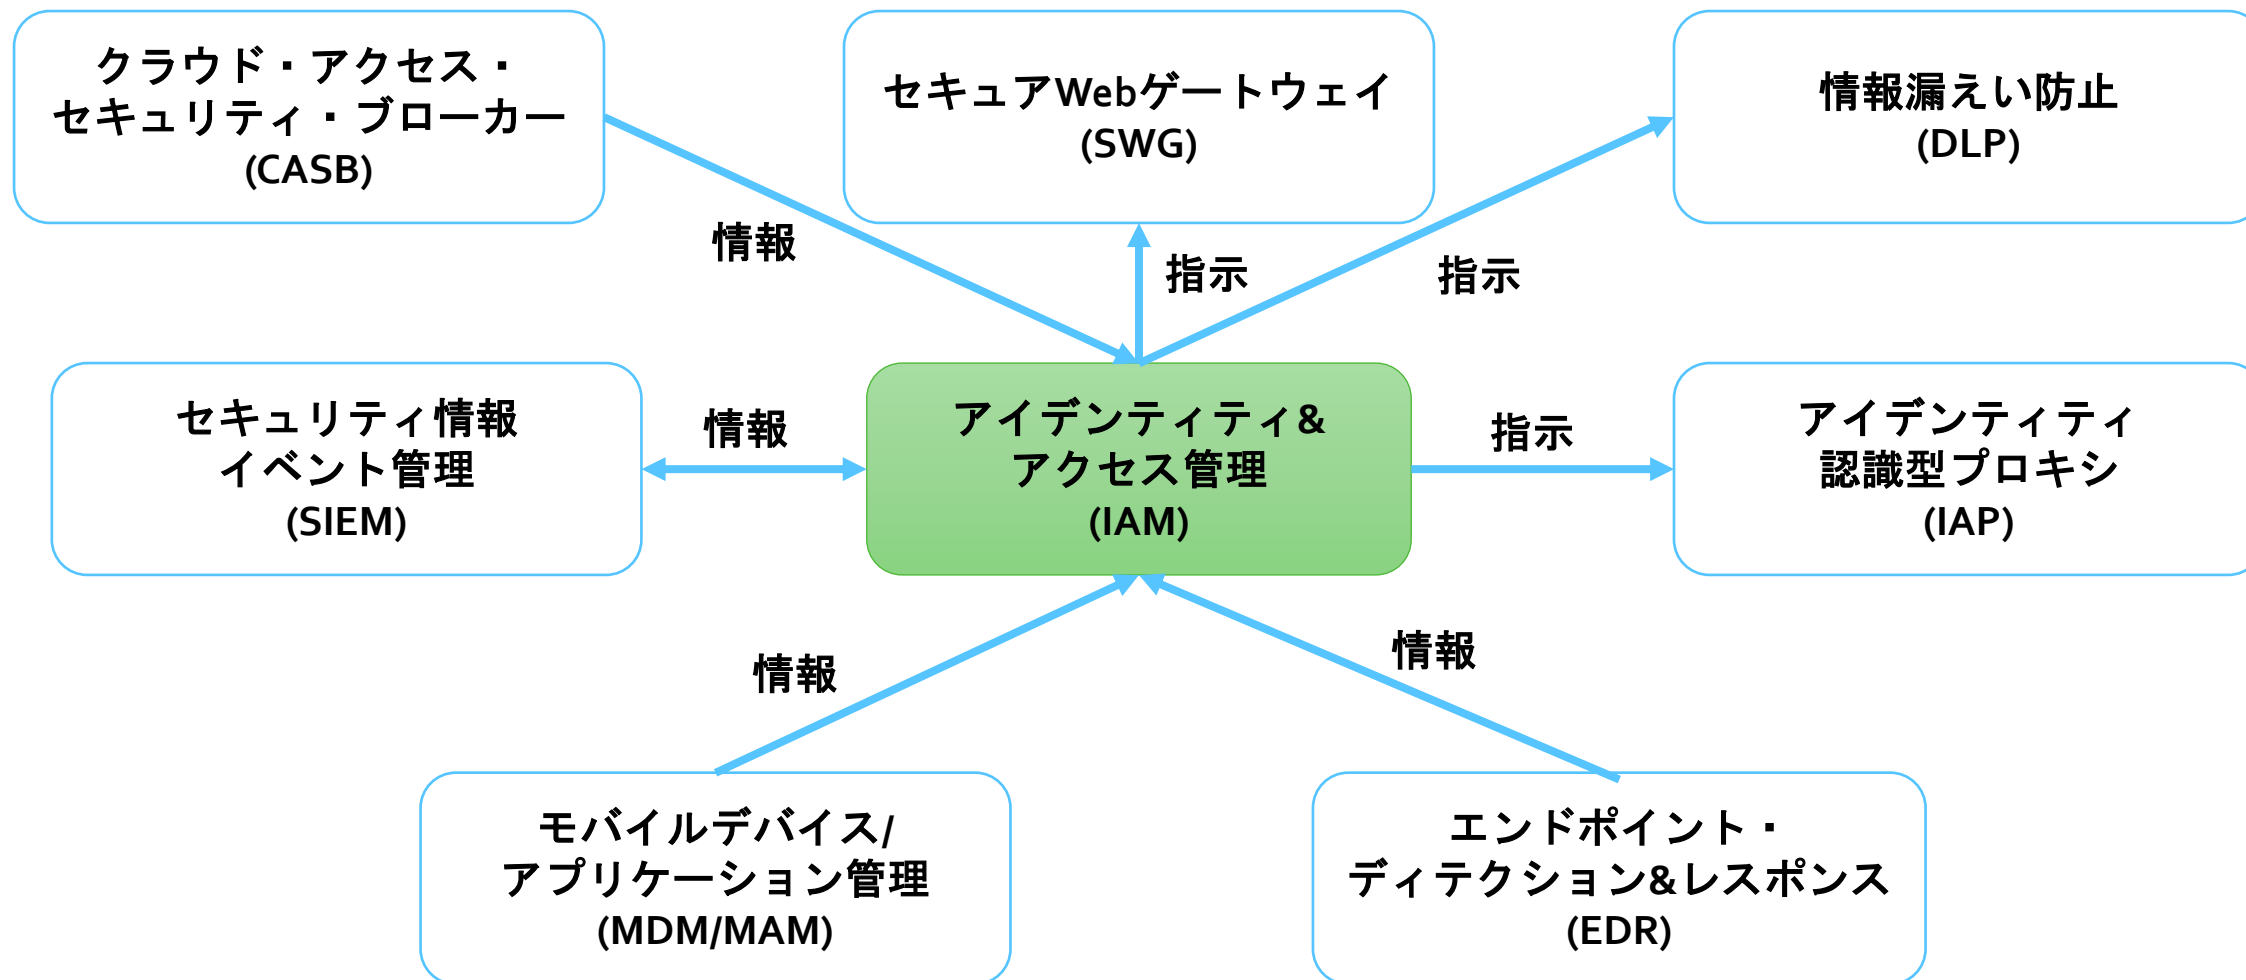 クラウド・アクセス・
セキュリティ・ブローカー
(CASB)
セキュアWebゲートウェイ
(SWG)
情報漏えい防止
(DLP)
情報
指示
指示
セキュリティ情報
イベント管理
(SIEM)
情報
アイデンティティ&
アクセス管理
(IAM)
指示
アイデンティティ
認識型プロキシ
(IAP)
情報
情報
モバイルデバイス/
アプリケーション管理
(MDM/MAM)
エンドポイント・
ディテクション&レスポンス
(EDR)